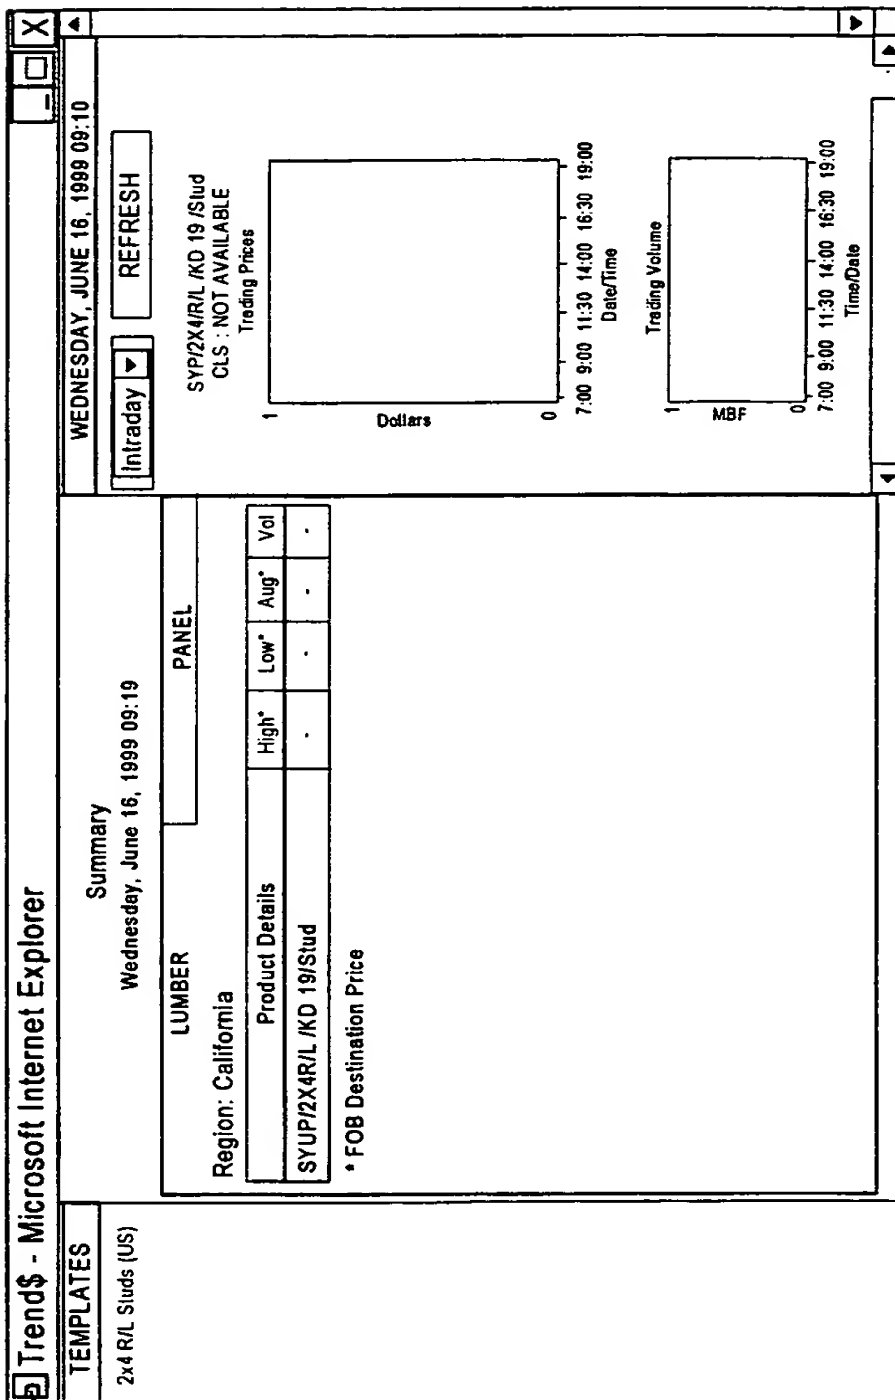 Trend$ - Microsoft Internet Explorer
TEMPLATES
2x4 R/L Studs (US)
Summary
Wednesday, June 16, 1999 09:19
LUMBER
PANEL
Region: California
Product Details High* Low* Aug* Vol
SYUP/2X4R/L /KD 19/Stud - - - -
* FOB Destination Price
WEDNESDAY, JUNE 16, 1999 09:10
Intraday
REFRESH
SYP/2X4/R/L /KD 19 /Stud
CLS : NOT AVAILABLE
Trading Prices
1
Dollars
0
7:00 9:00 11:30 14:00 16:30 19:00
Date/Time
Trading Volume
1
MBF
0
7:00 9:00 11:30 14:00 16:30 19:00
Time/Date